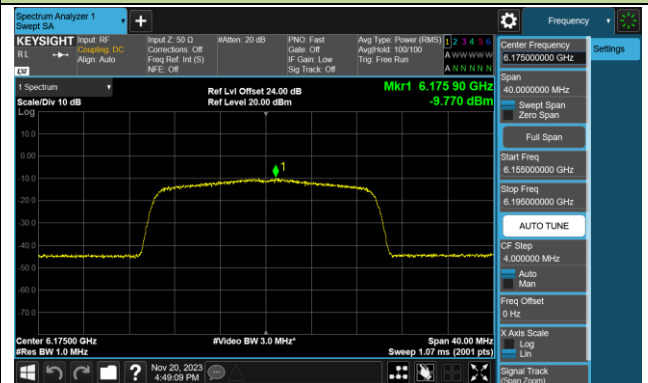 Spectrum Analyzer 1
Swept SA
Frequency
KEYSIGHT
RL
Input: RF
Coupling: DC
Align: Auto
Input Z: 50 Ω
Corrections: Off
Freq Ref: Int (S)
NFE: Off
#Atten: 20 dB
PNO: Fast
Gate: Off
IF Gain: Low
Sig Track: Off
Avg Type: Power (RMS)
Avg|Hold: 100/100
Trig: Free Run
1 2 3 4 5 6
A W W W W W
A N N N N N
LXI
1 Spectrum
Scale/Div 10 dB
Log
Ref Lvl Offset 24.00 dB
Ref Level 20.00 dBm
Mkr1 6.175 90 GHz
-9.770 dBm
10.0
0.00
-10.0
-20.0
-30.0
-40.0
-50.0
-60.0
-70.0
1
Center 6.17500 GHz
#Res BW 1.0 MHz
#Video BW 3.0 MHz*
Span 40.00 MHz
Sweep 1.07 ms (2001 pts)
Nov 20, 2023
4:49:09 PM
Center Frequency
6.175000000 GHz
Settings
Span
40.0000000 MHz
Swept Span
Zero Span
Full Span
Start Freq
6.155000000 GHz
Stop Freq
6.195000000 GHz
AUTO TUNE
CF Step
4.000000 MHz
Auto
Man
Freq Offset
0 Hz
X Axis Scale
Log
Lin
Signal Track
(Span Zoom)